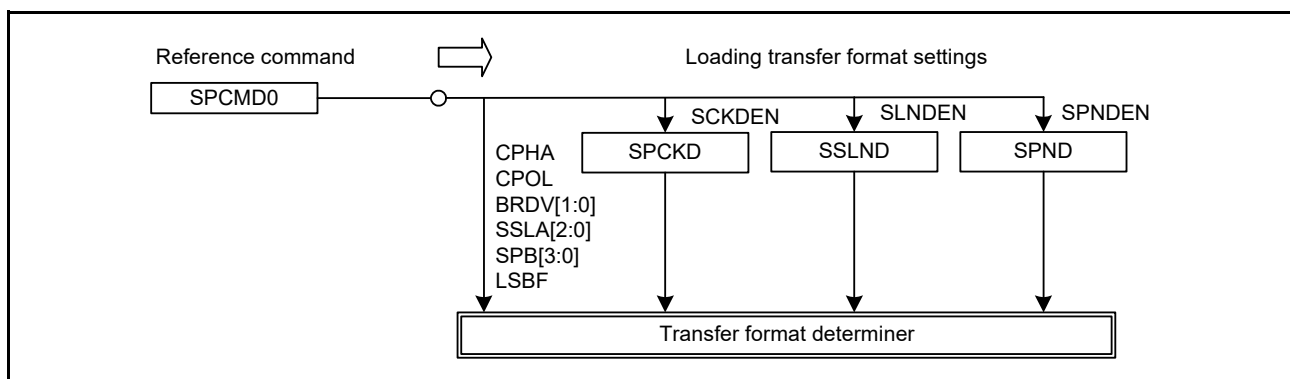 Reference command
Loading transfer format settings
SPCMD0
SCKDEN
SLNDEN
SPNDEN
SPCKD
SSLND
SPND
CPHA
CPOL
BRDV[1:0]
SSLA[2:0]
SPB[3:0]
LSBF
Transfer format determiner